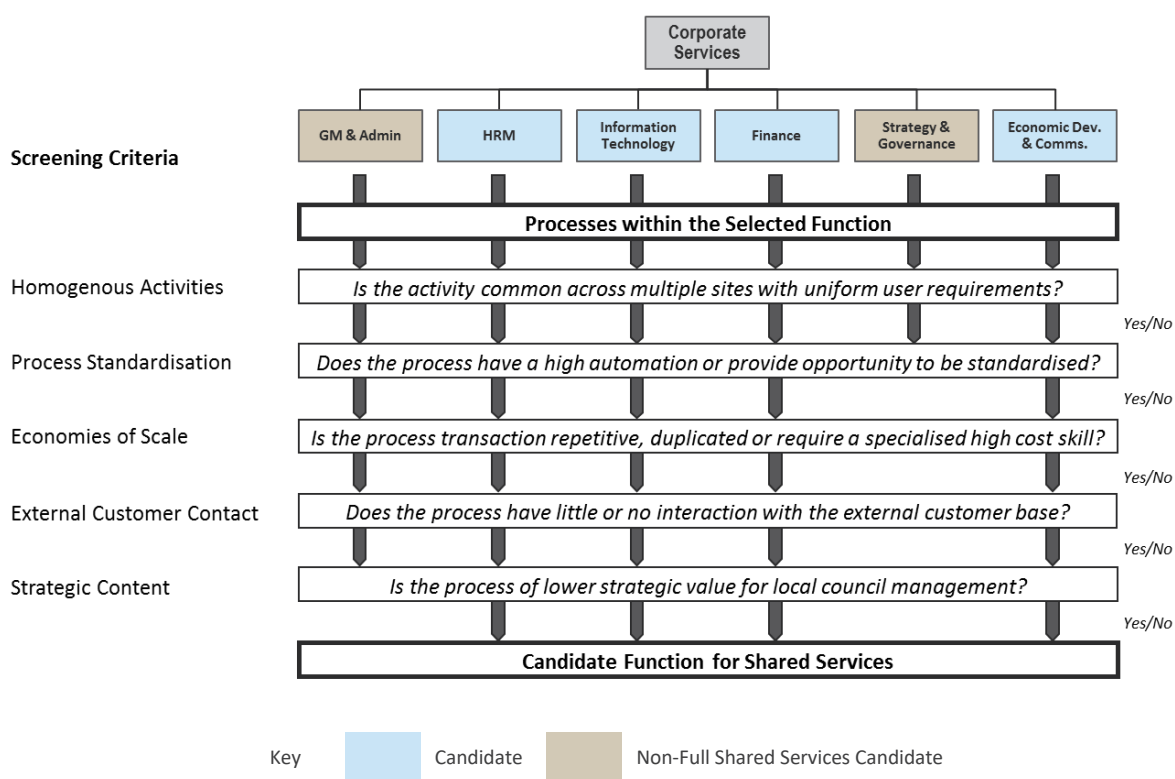 Corporate
Services
GM & Admin
HRM
Information
Technology
Finance
Strategy &
Governance
Economic Dev.
& Comms.
Screening Criteria
Processes within the Selected Function
Homogenous Activities
Is the activity common across multiple sites with uniform user requirements?
Yes/No
Process Standardisation
Does the process have a high automation or provide opportunity to be standardised?
Yes/No
Economies of Scale
Is the process transaction repetitive, duplicated or require a specialised high cost skill?
Yes/No
External Customer Contact
Does the process have little or no interaction with the external customer base?
Yes/No
Strategic Content
Is the process of lower strategic value for local council management?
Yes/No
Candidate Function for Shared Services
Key
Candidate
Non-Full Shared Services Candidate